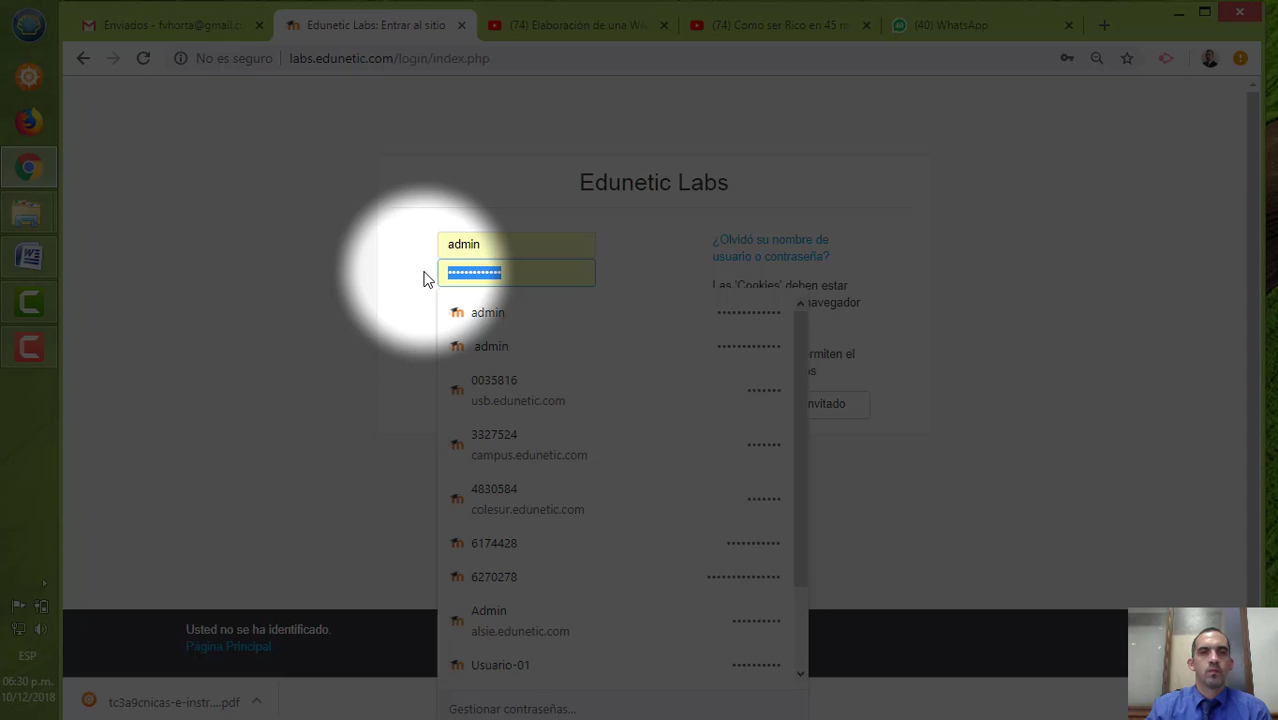 Enviados - fvhorta@gmail.c
Edunetic Labs: Entrar al sitio
(74) Elaboración de una Wi
(74) Como ser Rico en 45 m
(40) WhatsApp
No es seguro
labs.edunetic.com/login/index.php
Edunetic Labs
admin
•••••••••••••
¿Olvidó su nombre de
usuario o contraseña?
Las 'Cookies' deben estar
navegador
rmiten el
os
nvitado
admin •••••••••••••
admin •••••••••••••
0035816 •••••••
usb.edunetic.com
3327524 •••••••
campus.edunetic.com
4830584 •••••••
colesur.edunetic.com
6174428 •••••••••••
6270278 •••••••••••••••
Admin ••••••••••
alsie.edunetic.com
Usuario-01 ••••••••••
Gestionar contraseñas...
Usted no se ha identificado.
Página Principal
ESP
06:30 p.m.
10/12/2018
tc3a9cnicas-e-instr....pdf